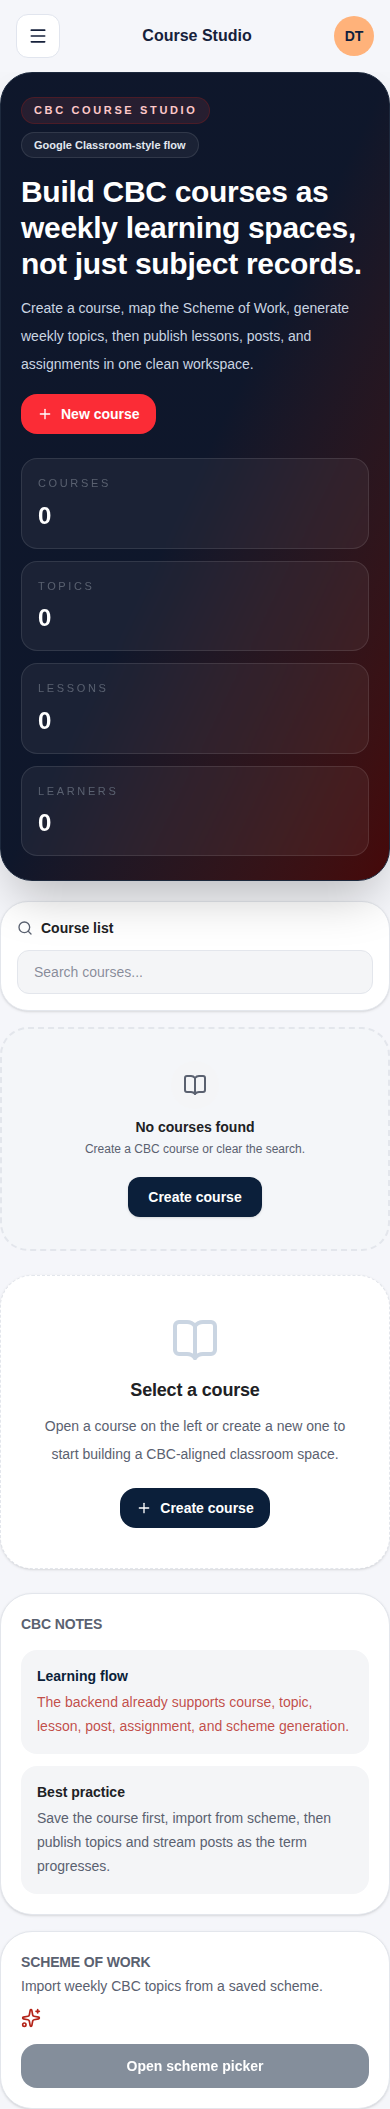 Course Studio
DT
CBC COURSE STUDIO
Google Classroom-style flow
Build CBC courses as
weekly learning spaces,
not just subject records.
Create a course, map the Scheme of Work, generate
weekly topics, then publish lessons, posts, and
assignments in one clean workspace.
New course
COURSES
0
TOPICS
0
LESSONS
0
LEARNERS
0
Course list
Search courses...
No courses found
Create a CBC course or clear the search.
Create course
Select a course
Open a course on the left or create a new one to
start building a CBC-aligned classroom space.
Create course
CBC NOTES
Learning flow
The backend already supports course, topic,
lesson, post, assignment, and scheme generation.
Best practice
Save the course first, import from scheme, then
publish topics and stream posts as the term
progresses.
SCHEME OF WORK
Import weekly CBC topics from a saved scheme.
Open scheme picker